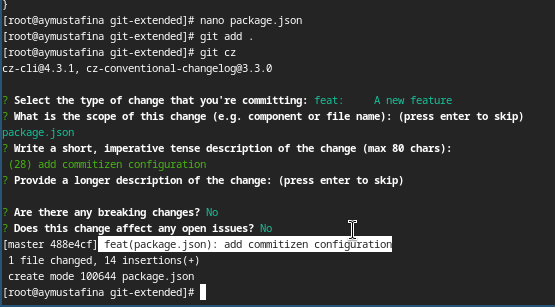 }
[root@aymustafina git-extended]# nano package.json
[root@aymustafina git-extended]# git add .
[root@aymustafina git-extended]# git cz
cz-cli@4.3.1, cz-conventional-changelog@3.3.0
? Select the type of change that you're committing: feat:     A new feature
? What is the scope of this change (e.g. component or file name): (press enter to skip)
package.json
? Write a short, imperative tense description of the change (max 80 chars):
(28) add commitizen configuration
? Provide a longer description of the change: (press enter to skip)
? Are there any breaking changes? No
? Does this change affect any open issues? No
[master 488e4cf] feat(package.json): add commitizen configuration
1 file changed, 14 insertions(+)
create mode 100644 package.json
[root@aymustafina git-extended]#